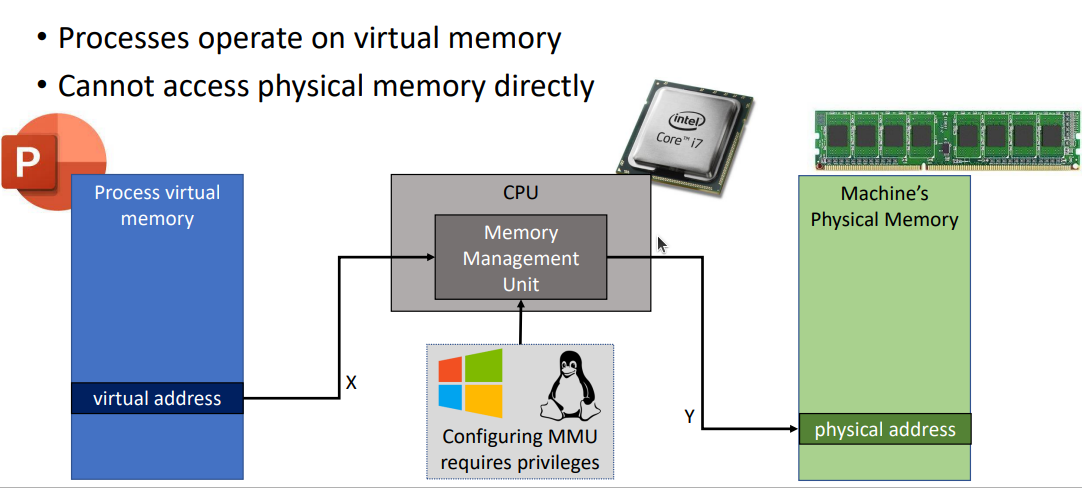 • Processes operate on virtual memory
• Cannot access physical memory directly
P
intel
Core™ i7
Process virtual
memory
CPU
Memory
Management
Unit
Machine's
Physical Memory
virtual address
X
Y
physical address
Configuring MMU
requires privileges